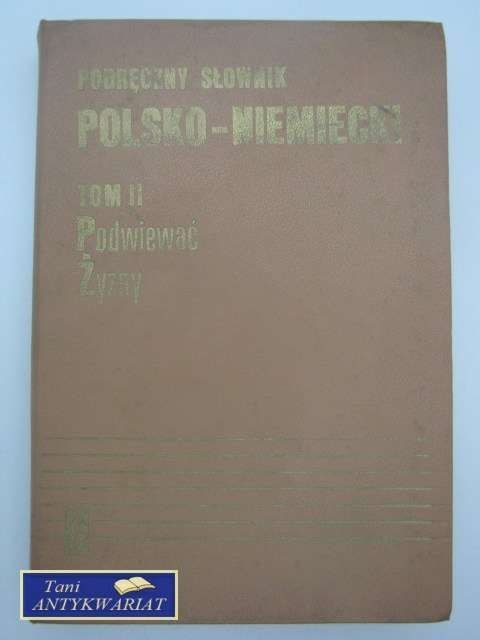 PODRĘCZNY SŁOWNIK
POLSKO-NIEMIECKI
TOM II
Podwiewać
Żyzny
Tani
ANTYKWARIAT